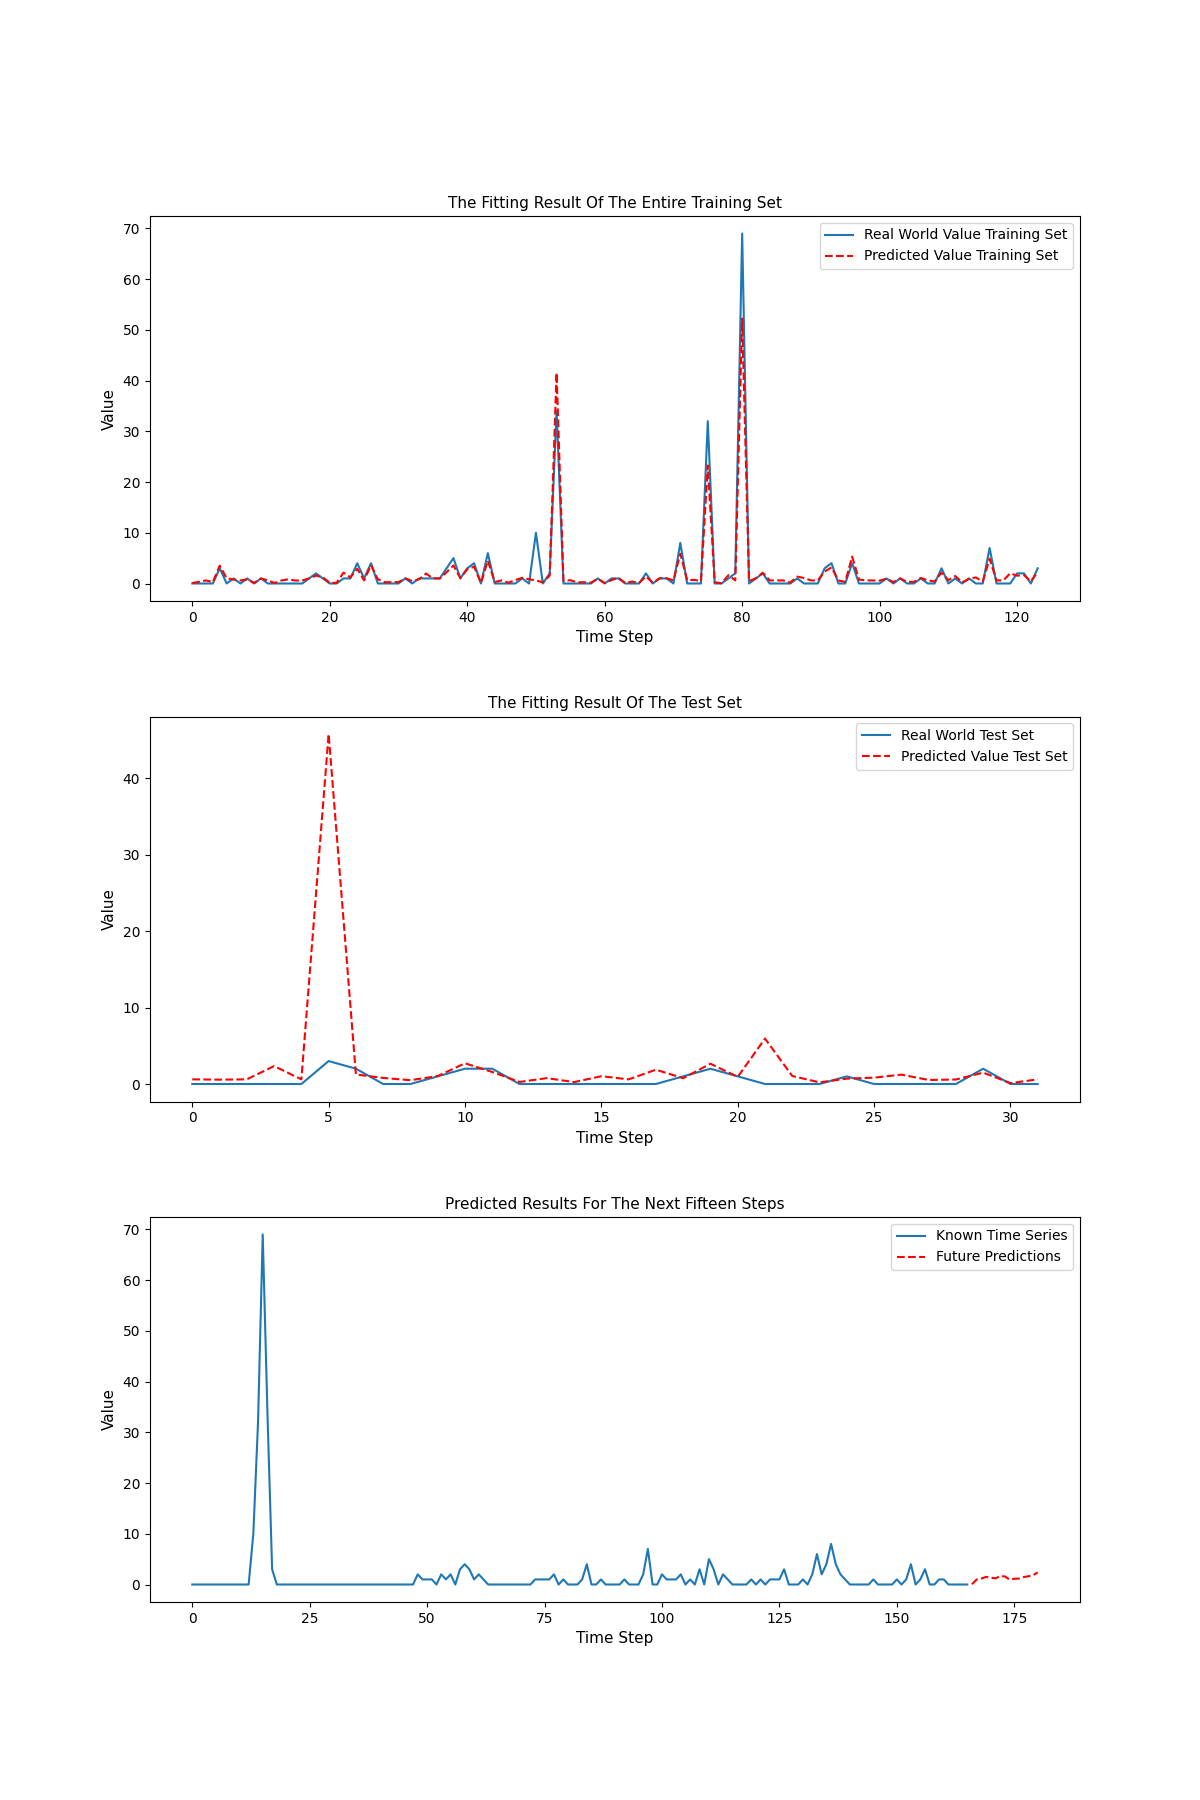 The Fitting Result Of The Entire Training Set
70
60
50
40
30
20
10
0
Value
Real World Value Training Set
Predicted Value Training Set
0 20 40 60 80 100 120
Time Step
The Fitting Result Of The Test Set
40
30
20
10
0
Value
Real World Test Set
Predicted Value Test Set
0 5 10 15 20 25 30
Time Step
Predicted Results For The Next Fifteen Steps
70
60
50
40
30
20
10
0
Value
Known Time Series
Future Predictions
0 25 50 75 100 125 150 175
Time Step